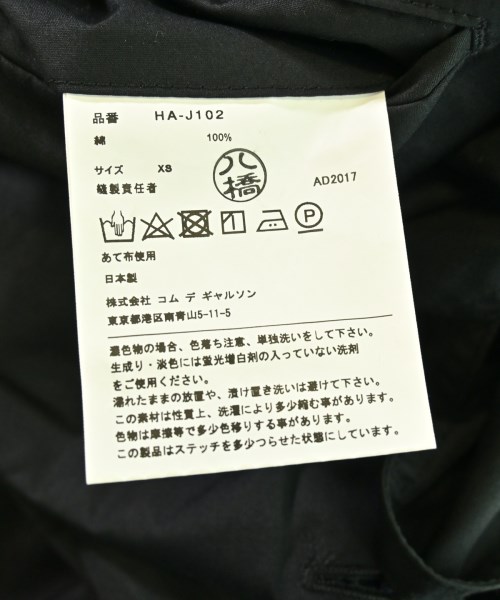 品番 HA-J102
綿 100%
サイズ XS
縫製責任者 八橋 AD2017
P
あて布使用
日本製
株式会社 コム デ ギャルソン
東京都港区南青山5-11-5
濃色物の場合、色落ち注意、単独洗いをして下さい。
生成り・淡色には蛍光増白剤の入っていない洗剤
をご使用ください。
濡れたままの放置や、漬け置き洗いは避けて下さい。
この素材は性質上、洗濯により多少縮む事があります。
色物は摩擦等で多少色移りする事があります。
この製品はステッチを多少つらせた状態にしています。